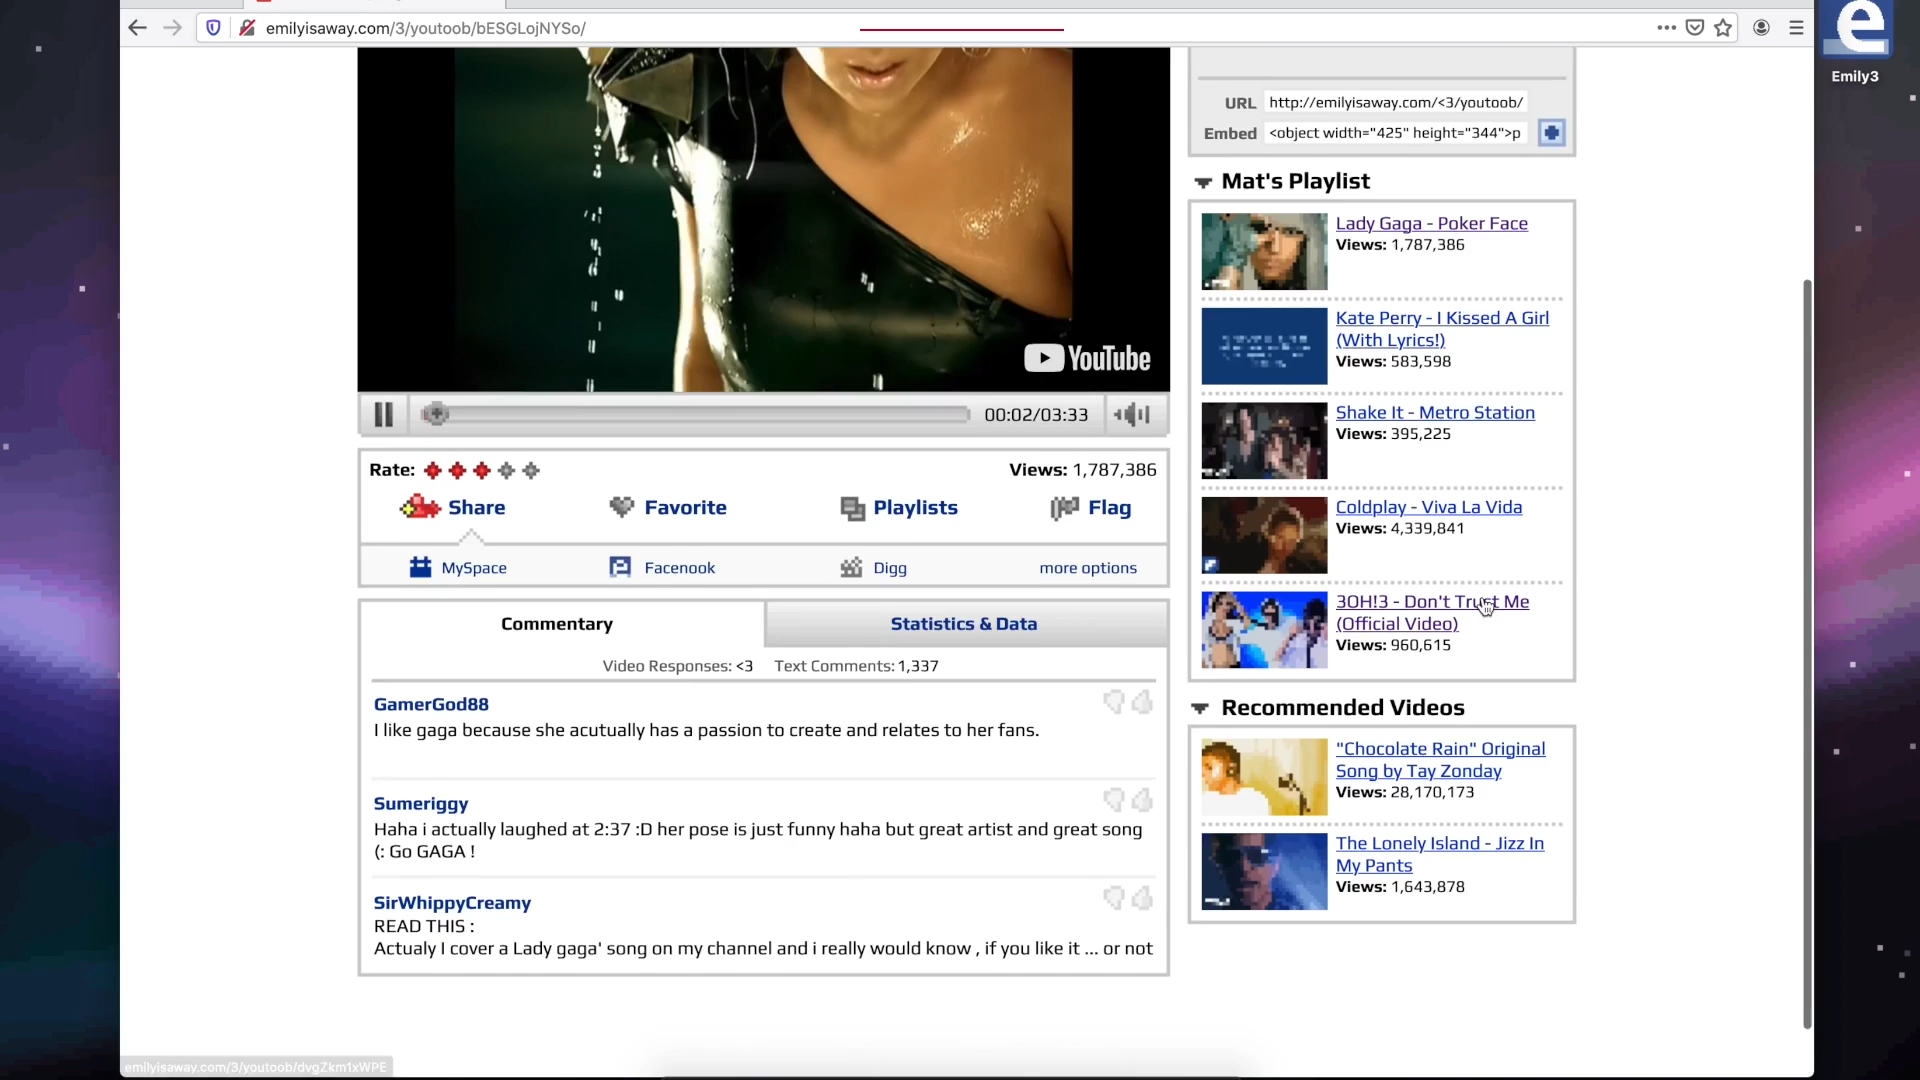 emilyisaway.com/3/youtoob/bESGLojNYSo/
Emily3
URL http://emilyisaway.com/<3/youtoob/
Embed <object width="425" height="344">p
Mat's Playlist
Lady Gaga - Poker Face
Views: 1,787,386
Kate Perry - I Kissed A Girl
(With Lyrics!)
Views: 583,598
Shake It - Metro Station
Views: 395,225
Coldplay - Viva La Vida
Views: 4,339,841
3OH!3 - Don't Trust Me
(Official Video)
Views: 960,615
Recommended Videos
"Chocolate Rain" Original
Song by Tay Zonday
Views: 28,170,173
The Lonely Island - Jizz In
My Pants
Views: 1,643,878
YouTube
00:02/03:33
Rate:
Views: 1,787,386
Share Favorite Playlists Flag
MySpace Facenook Digg more options
Commentary Statistics & Data
Video Responses: <3 Text Comments: 1,337
GamerGod88
I like gaga because she acutually has a passion to create and relates to her fans.
Sumeriggy
Haha i actually laughed at 2:37 :D her pose is just funny haha but great artist and great song
(: Go GAGA !
SirWhippyCreamy
READ THIS :
Actualy I cover a Lady gaga' song on my channel and i really would know , if you like it ... or not
emilyisaway.com/3/youtoob/dvgZkm1xWPE